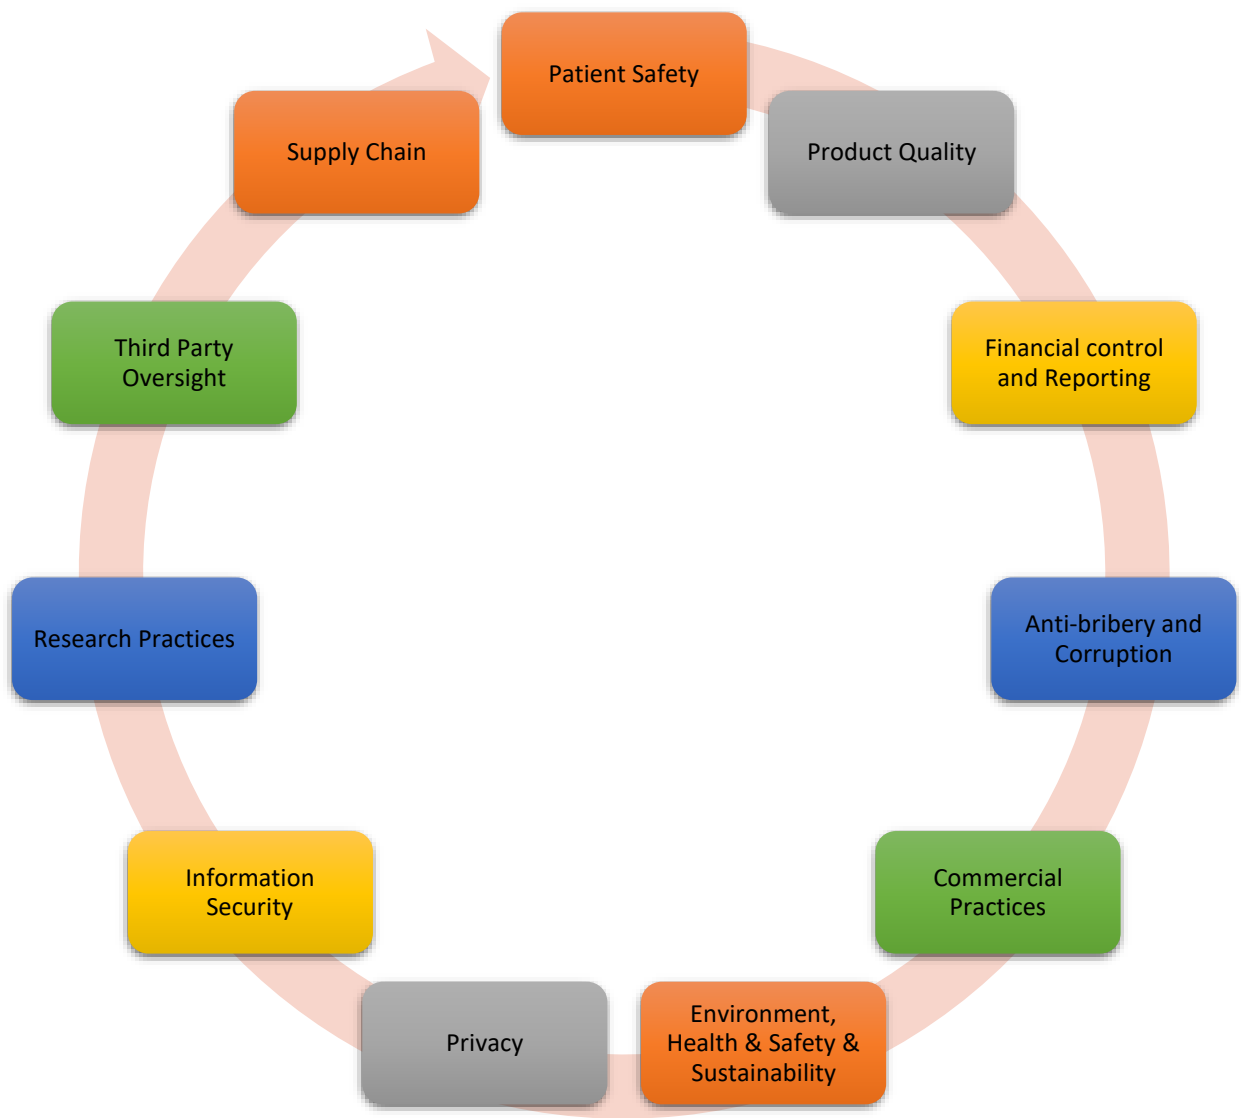 Patient Safety
Product Quality
Financial control
and Reporting
Anti-bribery and
Corruption
Commercial
Practices
Environment,
Health & Safety &
Sustainability
Privacy
Information
Security
Research Practices
Third Party
Oversight
Supply Chain